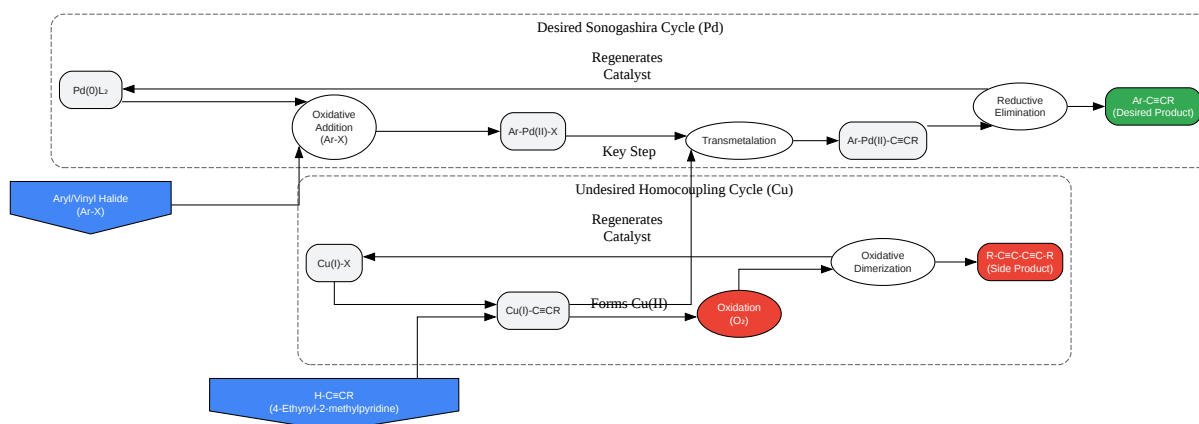 Desired Sonogashira Cycle (Pd)
Regenerates
Catalyst
Pd(0)L₂
Oxidative
Addition
(Ar-X)
Ar-Pd(II)-X
Key Step
Transmetalation
Ar-Pd(II)-C≡CR
Reductive
Elimination
Ar-C≡CR
(Desired Product)
Aryl/Vinyl Halide
(Ar-X)
Undesired Homocoupling Cycle (Cu)
Regenerates
Catalyst
Cu(I)-X
Cu(I)-C≡CR
Forms Cu(II)
Oxidation
(O₂)
Oxidative
Dimerization
R-C≡C-C≡C-R
(Side Product)
H-C≡CR
(4-Ethynyl-2-methylpyridine)